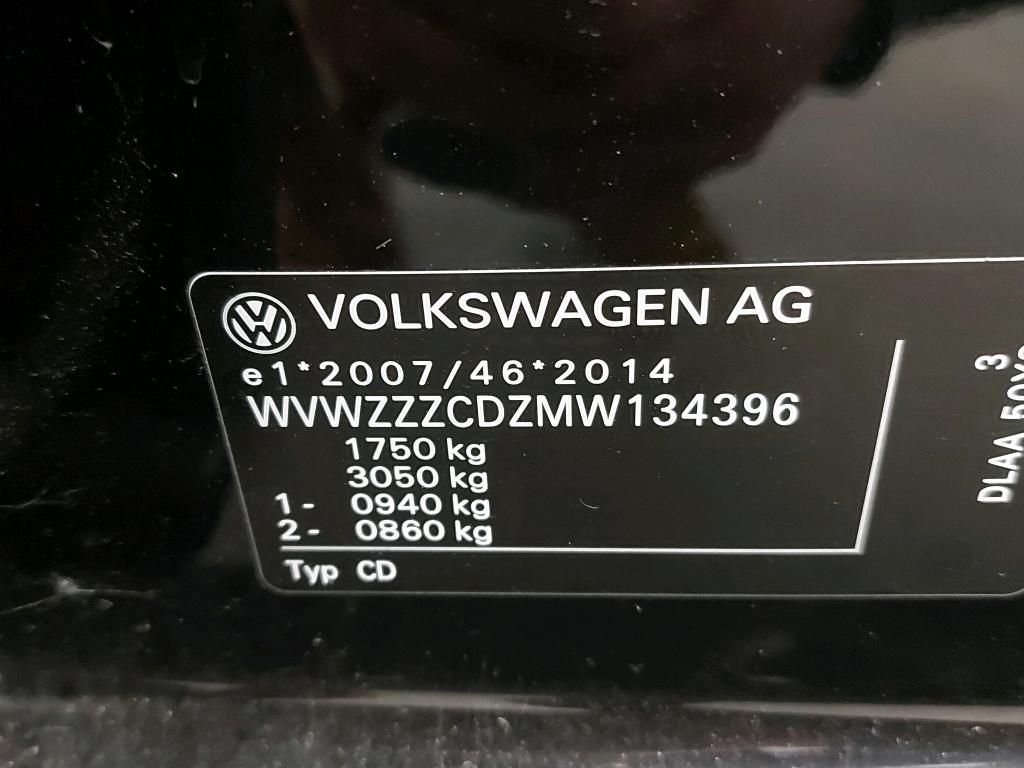 VOLKSWAGEN AG
e1*2007/46*2014
WVWZZZCDZMW134396
1750 kg
3050 kg
1- 0940 kg
2- 0860 kg
Typ CD
3
DLAA